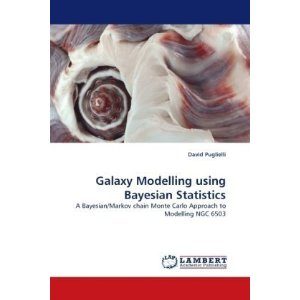 David Puglielli
Galaxy Modelling using
Bayesian Statistics
A Bayesian/Markov chain Monte Carlo Approach to
Modelling NGC 6503
LAMBERT
Academic Publishing